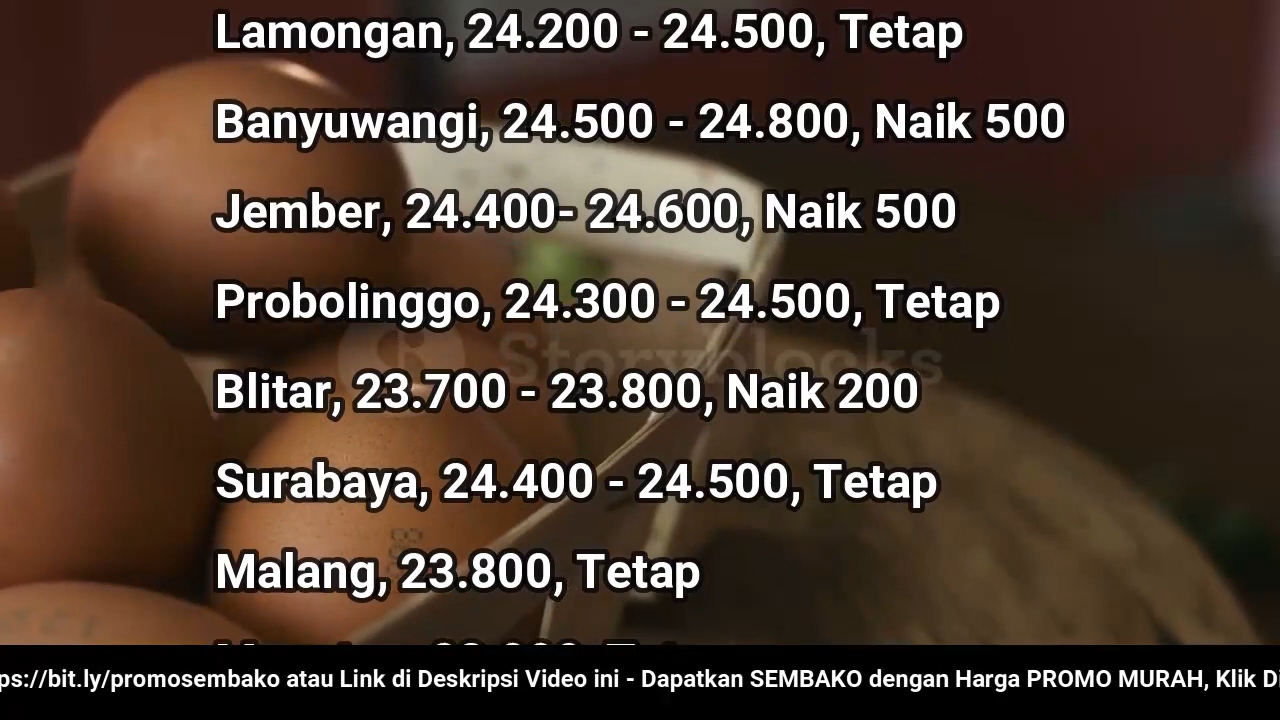 Lamongan, 24.200 - 24.500, Tetap
Banyuwangi, 24.500 - 24.800, Naik 500
Jember, 24.400- 24.600, Naik 500
Probolinggo, 24.300 - 24.500, Tetap
Storyblocks
Blitar, 23.700 - 23.800, Naik 200
Surabaya, 24.400 - 24.500, Tetap
Malang, 23.800, Tetap
ps://bit.ly/promosembako atau Link di Deskripsi Video ini - Dapatkan SEMBAKO dengan Harga PROMO MURAH, Klik Di